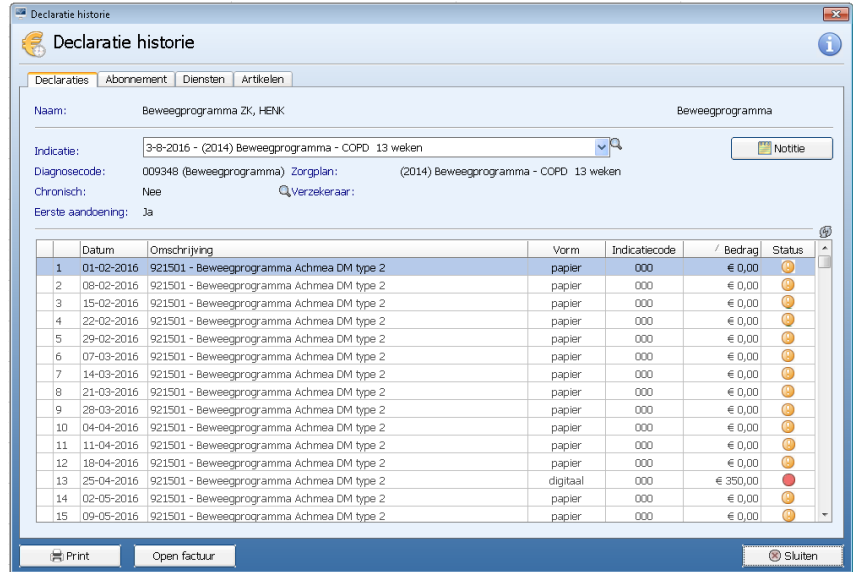 Declaratie historie
Declaratie historie
Declaraties Abonnement Diensten Artikelen
Naam: Beweegprogramma ZK, HENK Beweegprogramma
Indicatie: 3-8-2016 - (2014) Beweegprogramma - COPD 13 weken Notitie
Diagnosecode: 009348 (Beweegprogramma) Zorgplan: (2014) Beweegprogramma - COPD 13 weken
Chronisch: Nee Verzekeraar:
Eerste aandoening: Ja
Datum Omschrijving Vorm Indicatiecode Bedrag Status
1 01-02-2016 921501 - Beweegprogramma Achmea DM type 2 papier 000 € 0,00
2 08-02-2016 921501 - Beweegprogramma Achmea DM type 2 papier 000 € 0,00
3 15-02-2016 921501 - Beweegprogramma Achmea DM type 2 papier 000 € 0,00
4 22-02-2016 921501 - Beweegprogramma Achmea DM type 2 papier 000 € 0,00
5 29-02-2016 921501 - Beweegprogramma Achmea DM type 2 papier 000 € 0,00
6 07-03-2016 921501 - Beweegprogramma Achmea DM type 2 papier 000 € 0,00
7 14-03-2016 921501 - Beweegprogramma Achmea DM type 2 papier 000 € 0,00
8 21-03-2016 921501 - Beweegprogramma Achmea DM type 2 papier 000 € 0,00
9 28-03-2016 921501 - Beweegprogramma Achmea DM type 2 papier 000 € 0,00
10 04-04-2016 921501 - Beweegprogramma Achmea DM type 2 papier 000 € 0,00
11 11-04-2016 921501 - Beweegprogramma Achmea DM type 2 papier 000 € 0,00
12 18-04-2016 921501 - Beweegprogramma Achmea DM type 2 papier 000 € 0,00
13 25-04-2016 921501 - Beweegprogramma Achmea DM type 2 digitaal 000 € 350,00
14 02-05-2016 921501 - Beweegprogramma Achmea DM type 2 papier 000 € 0,00
15 09-05-2016 921501 - Beweegprogramma Achmea DM type 2 papier 000 € 0,00
Print Open factuur Sluiten